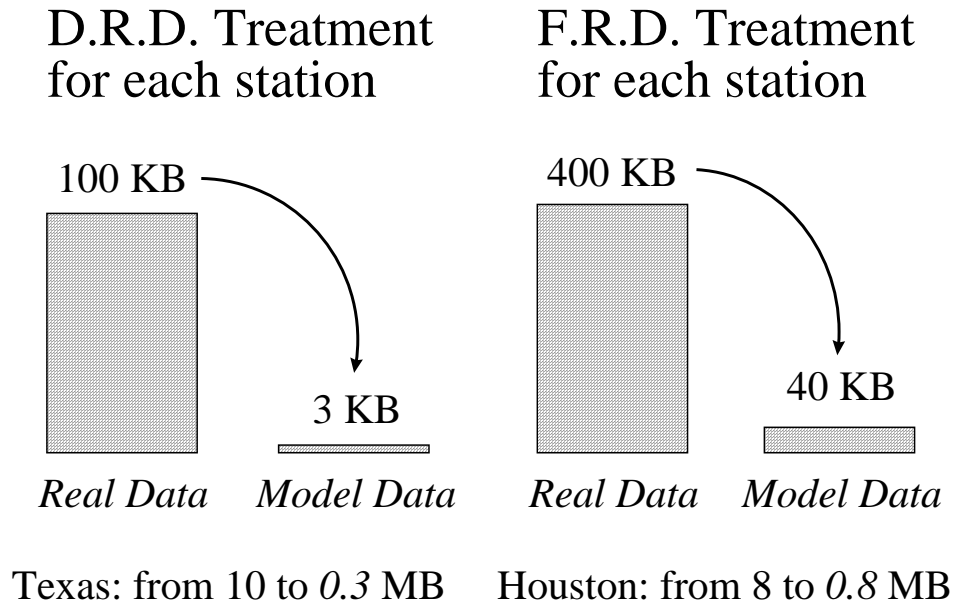 D.R.D. Treatment
for each station
100 KB
3 KB
Real Data
Model Data
Texas: from 10 to 0.3 MB
F.R.D. Treatment
for each station
400 KB
40 KB
Real Data
Model Data
Houston: from 8 to 0.8 MB